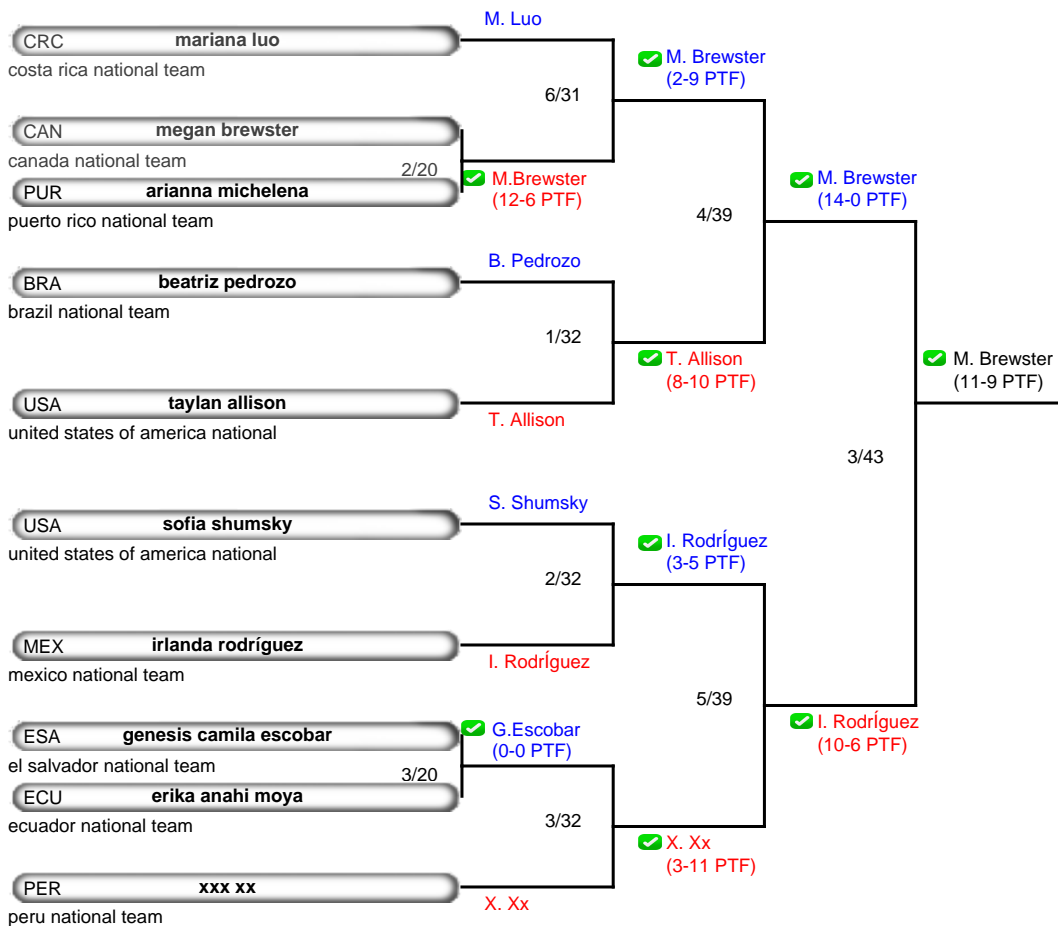 M. Luo
CRC mariana luo
costa rica national team
M. Brewster
(2-9 PTF)
6/31
CAN megan brewster
canada national team
2/20
M.Brewster
(12-6 PTF)
PUR arianna michelena
puerto rico national team
M. Brewster
(14-0 PTF)
4/39
B. Pedrozo
BRA beatriz pedrozo
brazil national team
1/32
T. Allison
(8-10 PTF)
M. Brewster
(11-9 PTF)
USA taylan allison
T. Allison
united states of america national
3/43
S. Shumsky
USA sofia shumsky
united states of america national
I. RodrÍguez
(3-5 PTF)
2/32
MEX irlanda rodríguez
I. RodrÍguez
mexico national team
5/39
I. RodrÍguez
(10-6 PTF)
ESA genesis camila escobar
G.Escobar
(0-0 PTF)
el salvador national team
3/20
ECU erika anahi moya
ecuador national team
3/32
X. Xx
(3-11 PTF)
PER xxx xx
X. Xx
peru national team